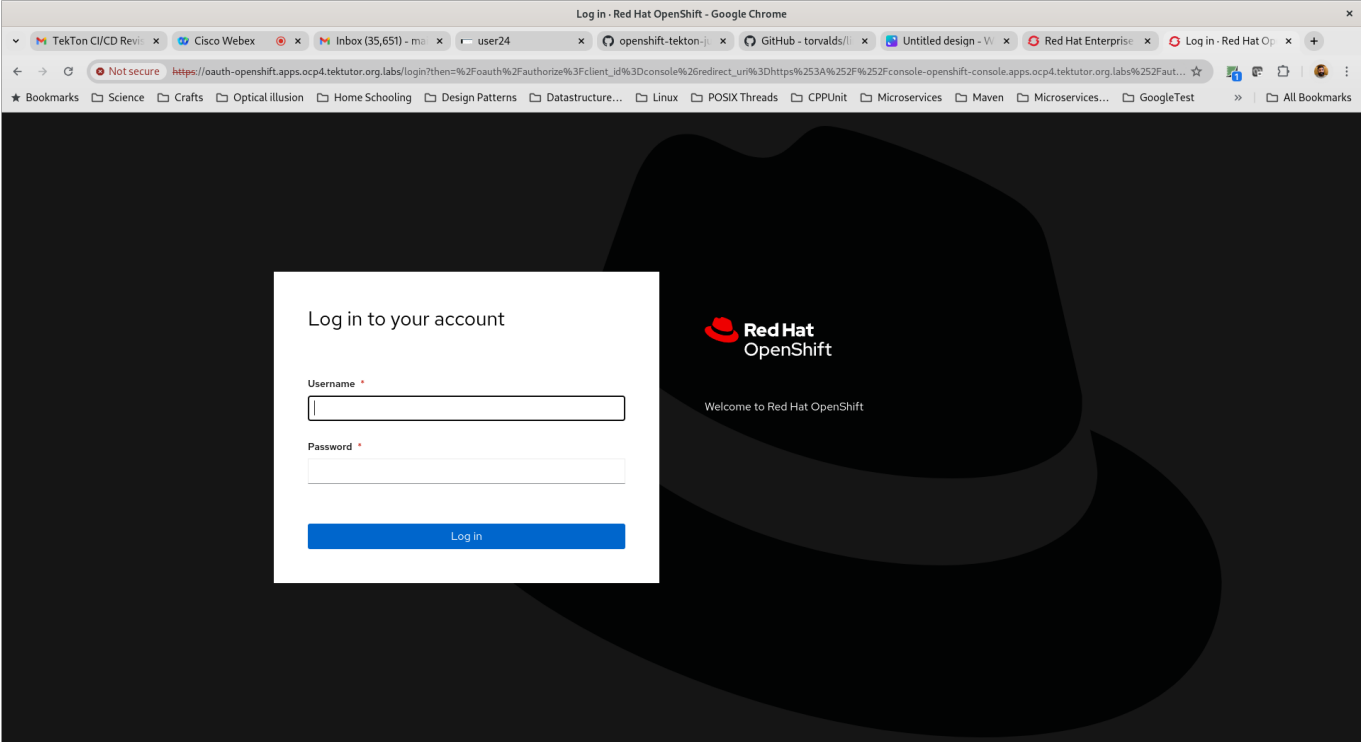 Log in · Red Hat OpenShift - Google Chrome
TekTon CI/CD Revis
Cisco Webex
Inbox (35,651) - ma
user24
openshift-tekton-ju
GitHub - torvalds/li
Untitled design - W
Red Hat Enterprise
Log in · Red Hat Op
Not secure https://oauth-openshift.apps.ocp4.tektutor.org.labs/login?then=%2Foauth%2Fauthorize%3Fclient_id%3Dconsole%26redirect_uri%3Dhttps%253A%252F%252Fconsole-openshift-console.apps.ocp4.tektutor.org.labs%252Faut...
1
Bookmarks Science Crafts Optical illusion Home Schooling Design Patterns Datastructure... Linux POSIX Threads CPPUnit Microservices Maven Microservices... GoogleTest » All Bookmarks
Log in to your account
Username *
Password *
Log in
Red Hat
OpenShift
Welcome to Red Hat OpenShift